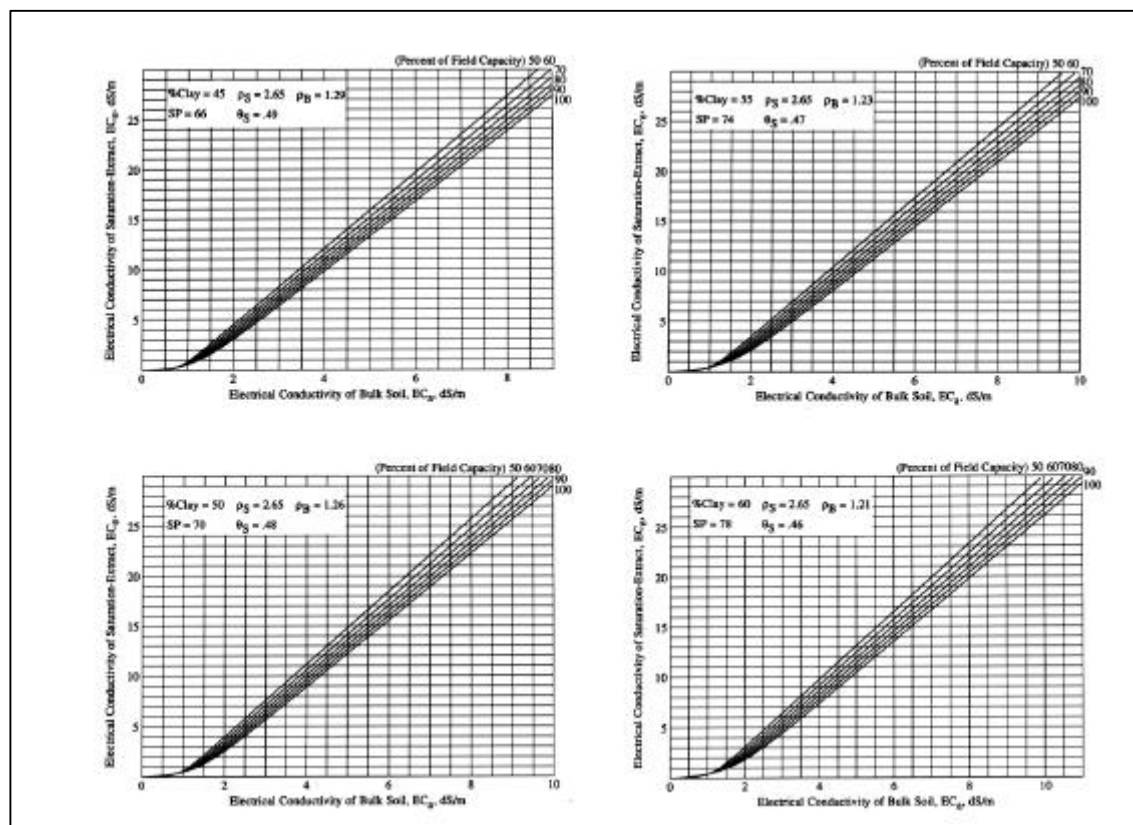 (Percent of Field Capacity) 50 60
70
80
90
100
%Clay = 45 ρS = 2.65 ρB = 1.29
SP = 66 θS = .49
Electrical Conductivity of Saturation-Extract, ECe, dS/m
25
20
15
10
5
0 2 4 6 8
Electrical Conductivity of Bulk Soil, ECa, dS/m
(Percent of Field Capacity) 50 60
70
80
90
100
%Clay = 55 ρS = 2.65 ρB = 1.23
SP = 74 θS = .47
Electrical Conductivity of Saturation-Extract, ECe, dS/m
25
20
15
10
5
0 2 4 6 8 10
Electrical Conductivity of Bulk Soil, ECa, dS/m
(Percent of Field Capacity) 50 607080
90
100
%Clay = 50 ρS = 2.65 ρB = 1.26
SP = 70 θS = .48
Electrical Conductivity of Saturation-Extract, ECe, dS/m
25
20
15
10
5
0 2 4 6 8 10
Electrical Conductivity of Bulk Soil, ECa, dS/m
(Percent of Field Capacity) 50 607080 90
100
%Clay = 60 ρS = 2.65 ρB = 1.21
SP = 78 θS = .46
Electrical Conductivity of Saturation-Extract, ECe, dS/m
25
20
15
10
5
0 2 4 6 8 10
Electrical Conductivity of Bulk Soil, ECa, dS/m